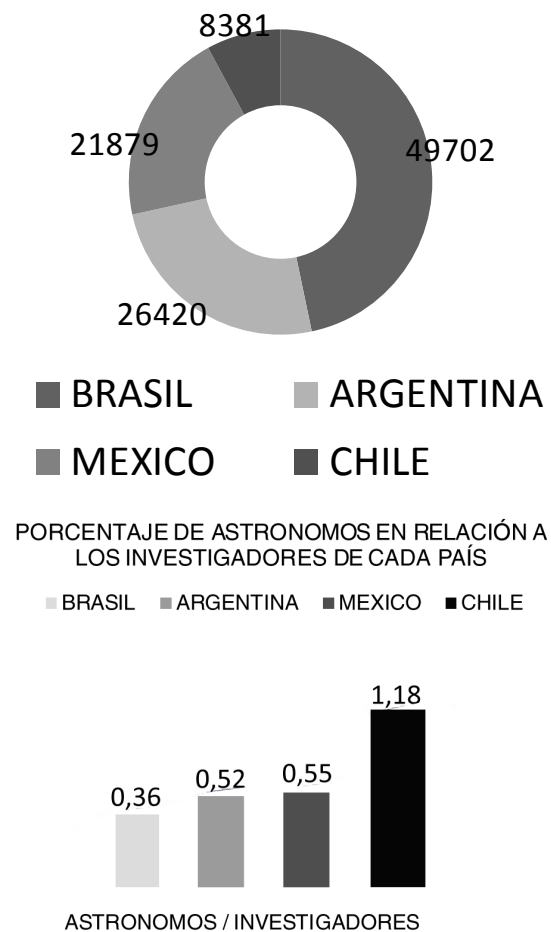 8381
49702
21879
26420
BRASIL
ARGENTINA
MEXICO
CHILE
PORCENTAJE DE ASTRONOMOS EN RELACIÓN A
LOS INVESTIGADORES DE CADA PAÍS
BRASIL ARGENTINA MEXICO CHILE
1,18
0,55
0,52
0,36
ASTRONOMOS / INVESTIGADORES